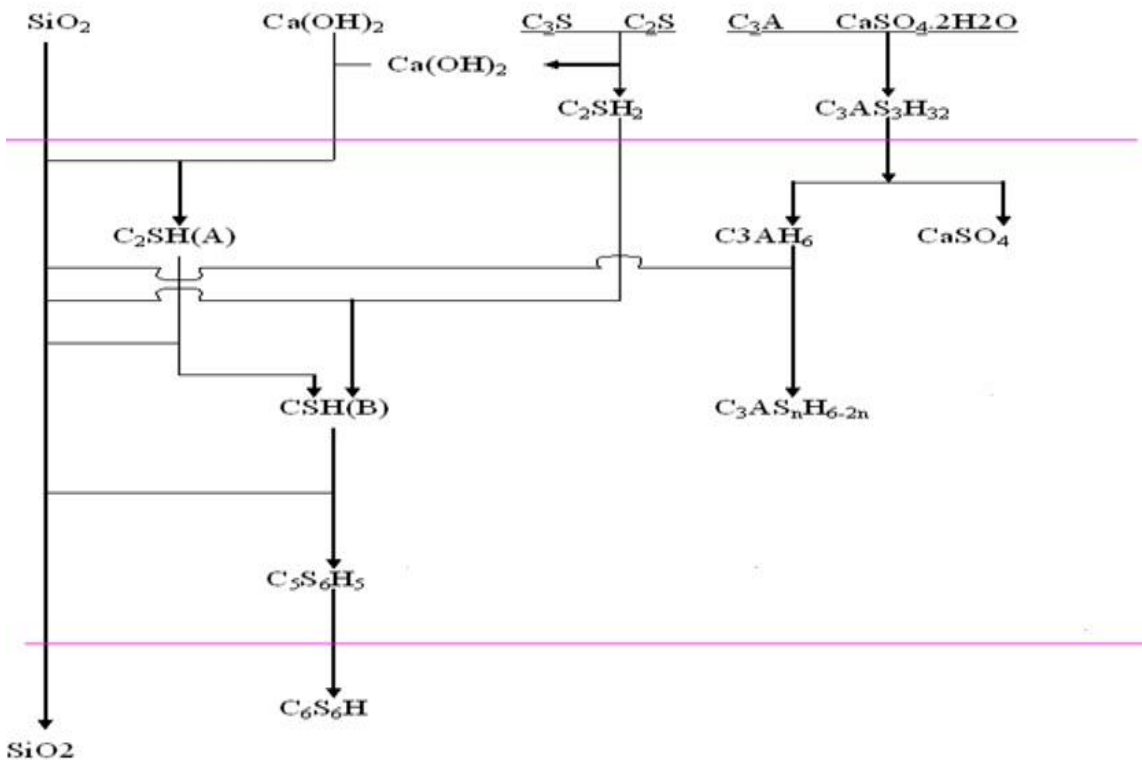 SiO₂ Ca(OH)₂ C₃S C₂S C₃A CaSO₄.2H2O
Ca(OH)₂
C₂SH₂ C₃AS₃H₃₂
C₂SH(A) C3AH₆ CaSO₄
CSH(B) C₃ASₙH₆₋₂ₙ
C₅S₆H₅
C₆S₆H
SiO2